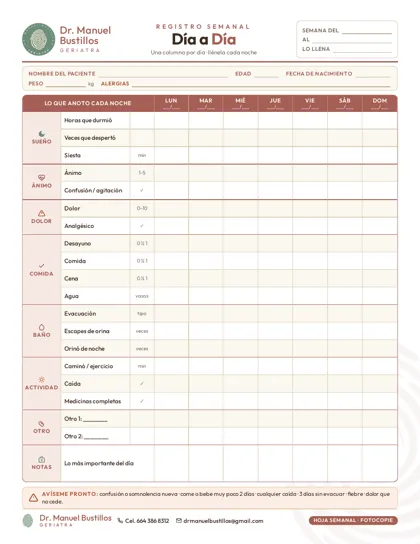 Dr. Manuel
Bustillos
GERIATRA
REGISTRO SEMANAL
Día a Día
Una columna por día · llénela cada noche
SEMANA DEL
AL
LO LLENA
NOMBRE DEL PACIENTE EDAD FECHA DE NACIMIENTO
PESO kg ALERGIAS
LO QUE ANOTO CADA NOCHE LUN MAR MIÉ JUE VIE SÁB DOM
SUEÑO
Horas que durmió
Veces que despertó
Siesta min
ÁNIMO
Ánimo 1-5
Confusión / agitación ✓
DOLOR
Dolor 0-10
Analgésico ✓
COMIDA
Desayuno 0 ½ 1
Comida 0 ½ 1
Cena 0 ½ 1
Agua vasos
BAÑO
Evacuación tipo
Escapes de orina veces
Orinó de noche veces
ACTIVIDAD
Caminó / ejercicio min
Caída ✓
Medicinas completas ✓
OTRO
Otro 1: ________
Otro 2: ________
NOTAS
Lo más importante del día
AVÍSEME PRONTO: confusión o somnolencia nueva · come o bebe muy poco 2 días · cualquier caída · 3 días sin evacuar · fiebre · dolor que
no cede.
Dr. Manuel Bustillos
GERIATRA
Cel. 664 386 8312
drmanuelbustillos@gmail.com
HOJA SEMANAL · FOTOCOPIE